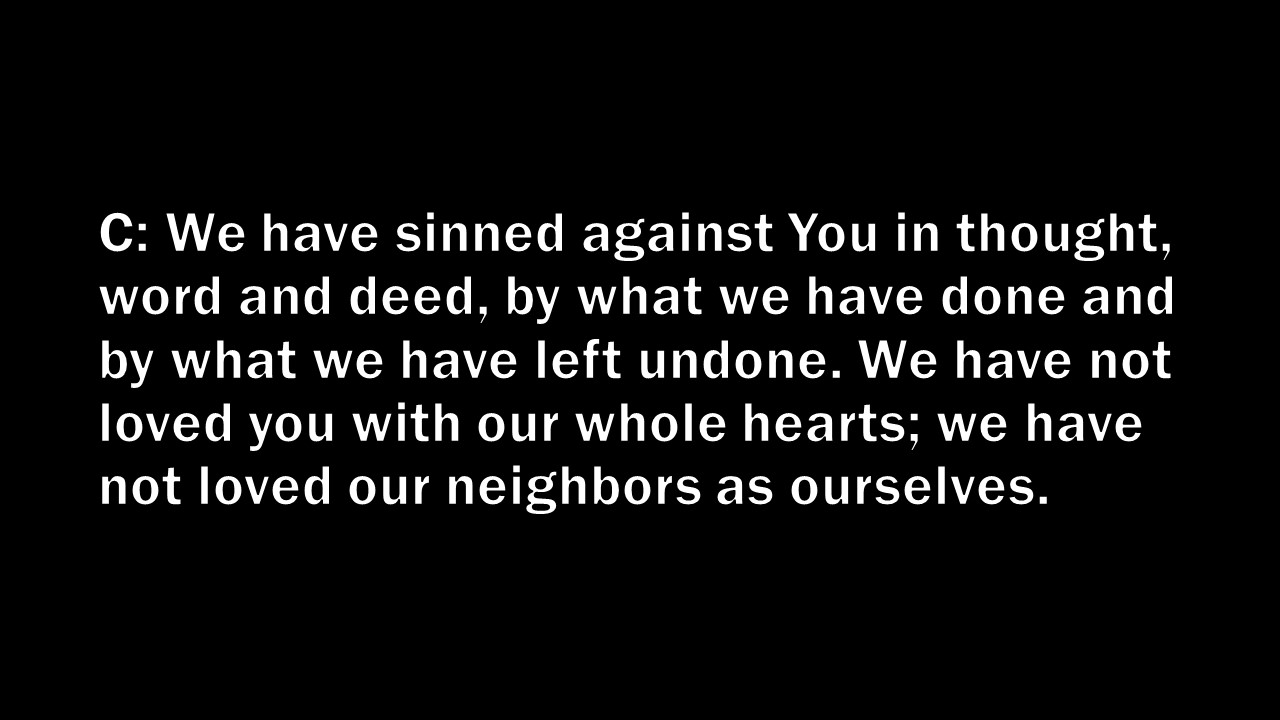 C: We have sinned against You in thought,
word and deed, by what we have done and
by what we have left undone. We have not
loved you with our whole hearts; we have
not loved our neighbors as ourselves.